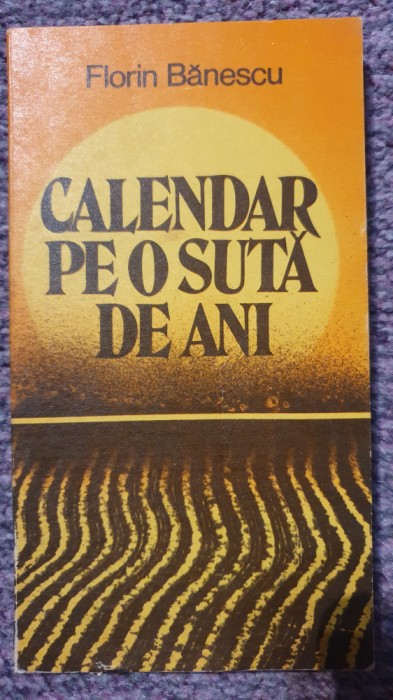 Florin Bănescu
CALENDAR
PE O SUTĂ
DE ANI